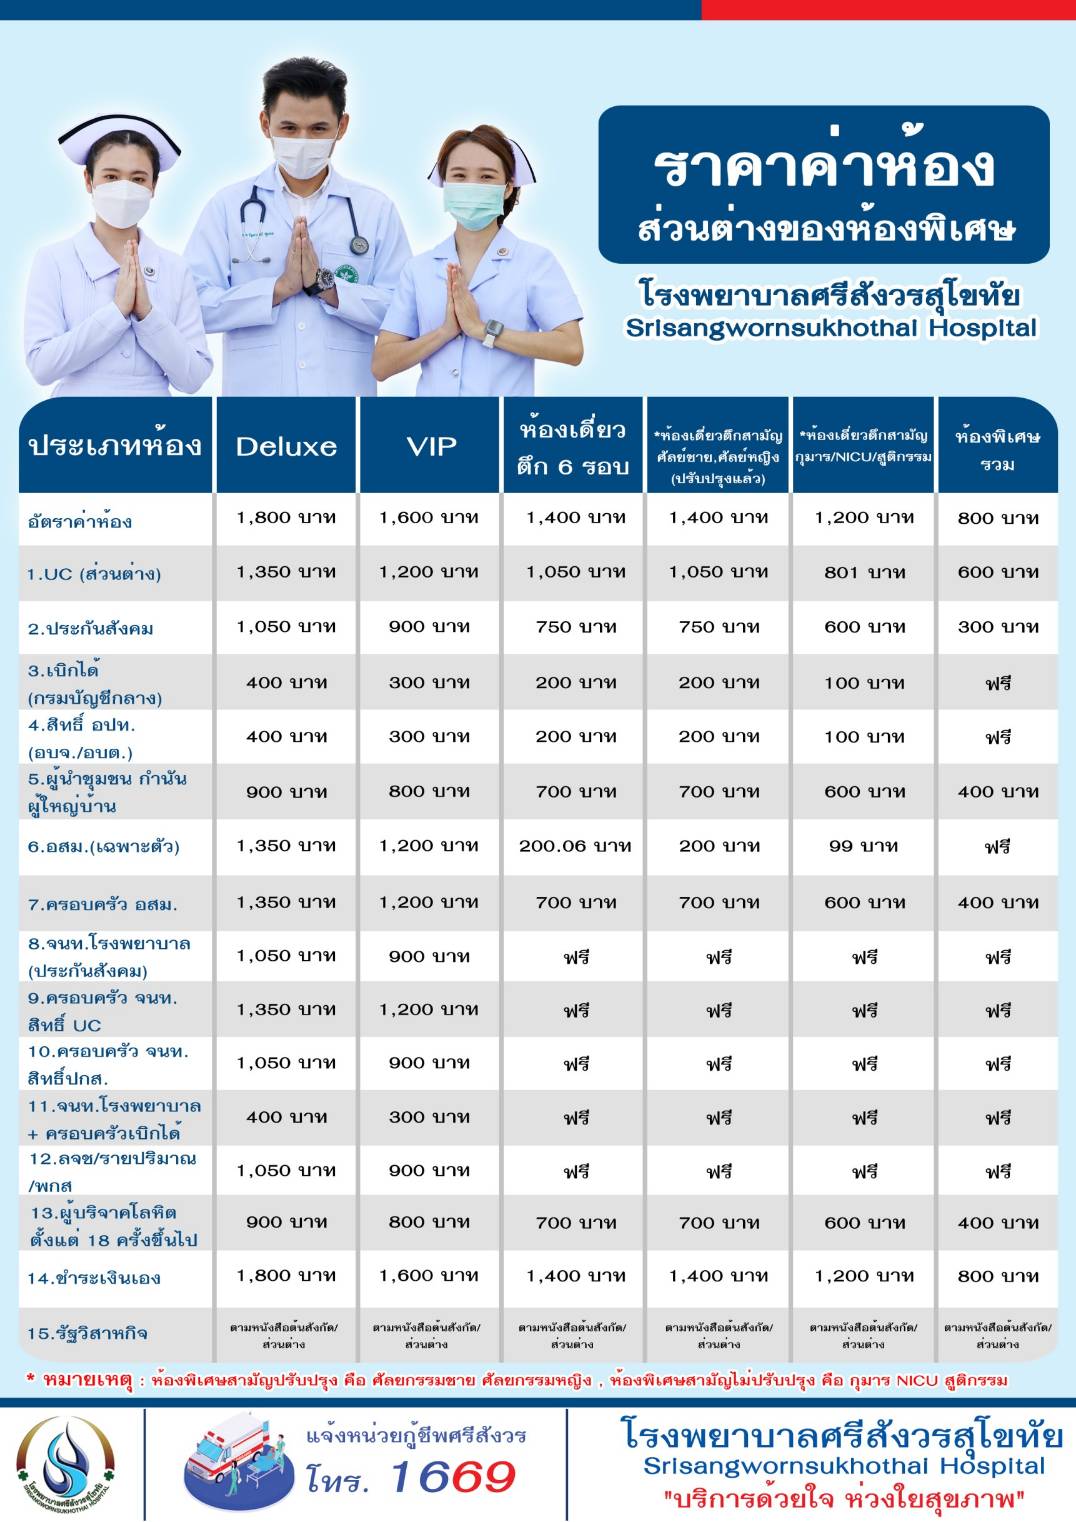 ราคาค่าห้อง
ส่วนต่างของห้องพิเศษ
โรงพยาบาลศรีสังวรสุโขทัย
Srisangwornsukhothai Hospital
ประเภทห้อง Deluxe VIP ห้องเดี่ยว ตึก 6 รอบ *ห้องเดี่ยวตึกสามัญ ศัลย์ชาย,ศัลย์หญิง (ปรับปรุงแล้ว) *ห้องเดี่ยวตึกสามัญ กุมาร/NICU/สูติกรรม ห้องพิเศษ รวม
อัตราค่าห้อง 1,800 บาท 1,600 บาท 1,400 บาท 1,400 บาท 1,200 บาท 800 บาท
1.UC (ส่วนต่าง) 1,350 บาท 1,200 บาท 1,050 บาท 1,050 บาท 801 บาท 600 บาท
2.ประกันสังคม 1,050 บาท 900 บาท 750 บาท 750 บาท 600 บาท 300 บาท
3.เบิกได้ (กรมบัญชีกลาง) 400 บาท 300 บาท 200 บาท 200 บาท 100 บาท ฟรี
4.สิทธิ์ อปท. (อบจ./อบต.) 400 บาท 300 บาท 200 บาท 200 บาท 100 บาท ฟรี
5.ผู้นำชุมชน กำนัน ผู้ใหญ่บ้าน 900 บาท 800 บาท 700 บาท 700 บาท 600 บาท 400 บาท
6.อสม.(เฉพาะตัว) 1,350 บาท 1,200 บาท 200.06 บาท 200 บาท 99 บาท ฟรี
7.ครอบครัว อสม. 1,350 บาท 1,200 บาท 700 บาท 700 บาท 600 บาท 400 บาท
8.จนท.โรงพยาบาล (ประกันสังคม) 1,050 บาท 900 บาท ฟรี ฟรี ฟรี ฟรี
9.ครอบครัว จนท. สิทธิ์ UC 1,350 บาท 1,200 บาท ฟรี ฟรี ฟรี ฟรี
10.ครอบครัว จนท. สิทธิ์ปกส. 1,050 บาท 900 บาท ฟรี ฟรี ฟรี ฟรี
11.จนท.โรงพยาบาล + ครอบครัวเบิกได้ 400 บาท 300 บาท ฟรี ฟรี ฟรี ฟรี
12.ลจช/รายปริมาณ /พกส 1,050 บาท 900 บาท ฟรี ฟรี ฟรี ฟรี
13.ผู้บริจาคโลหิต ตั้งแต่ 18 ครั้งขึ้นไป 900 บาท 800 บาท 700 บาท 700 บาท 600 บาท 400 บาท
14.ชำระเงินเอง 1,800 บาท 1,600 บาท 1,400 บาท 1,400 บาท 1,200 บาท 800 บาท
15.รัฐวิสาหกิจ ตามหนังสือต้นสังกัด/ส่วนต่าง ตามหนังสือต้นสังกัด/ส่วนต่าง ตามหนังสือต้นสังกัด/ส่วนต่าง ตามหนังสือต้นสังกัด/ส่วนต่าง ตามหนังสือต้นสังกัด/ส่วนต่าง ตามหนังสือต้นสังกัด/ส่วนต่าง
* หมายเหตุ : ห้องพิเศษสามัญปรับปรุง คือ ศัลยกรรมชาย ศัลยกรรมหญิง , ห้องพิเศษสามัญไม่ปรับปรุง คือ กุมาร NICU สูติกรรม
โรงพยาบาลศรีสังวรสุโขทัย
SRISANGWORNSUKHOTHAI HOSPITAL
แจ้งหน่วยกู้ชีพศรีสังวร
โทร. 1669
โรงพยาบาลศรีสังวรสุโขทัย
Srisangwornsukhothai Hospital
"บริการด้วยใจ ห่วงใยสุขภาพ"